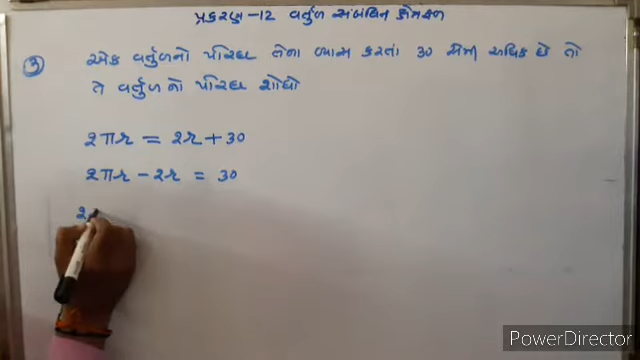 પ્રકરણ -12 વર્તુળ સંબંધિત ક્ષેત્રફળ
③ એક વર્તુળનો પરિઘ તેના વ્યાસ કરતાં 30 સેમી અધિક છે તો
તે વર્તુળનો પરિઘ શોધો
2πr = 2r + 30
2πr - 2r = 30
2
PowerDirector